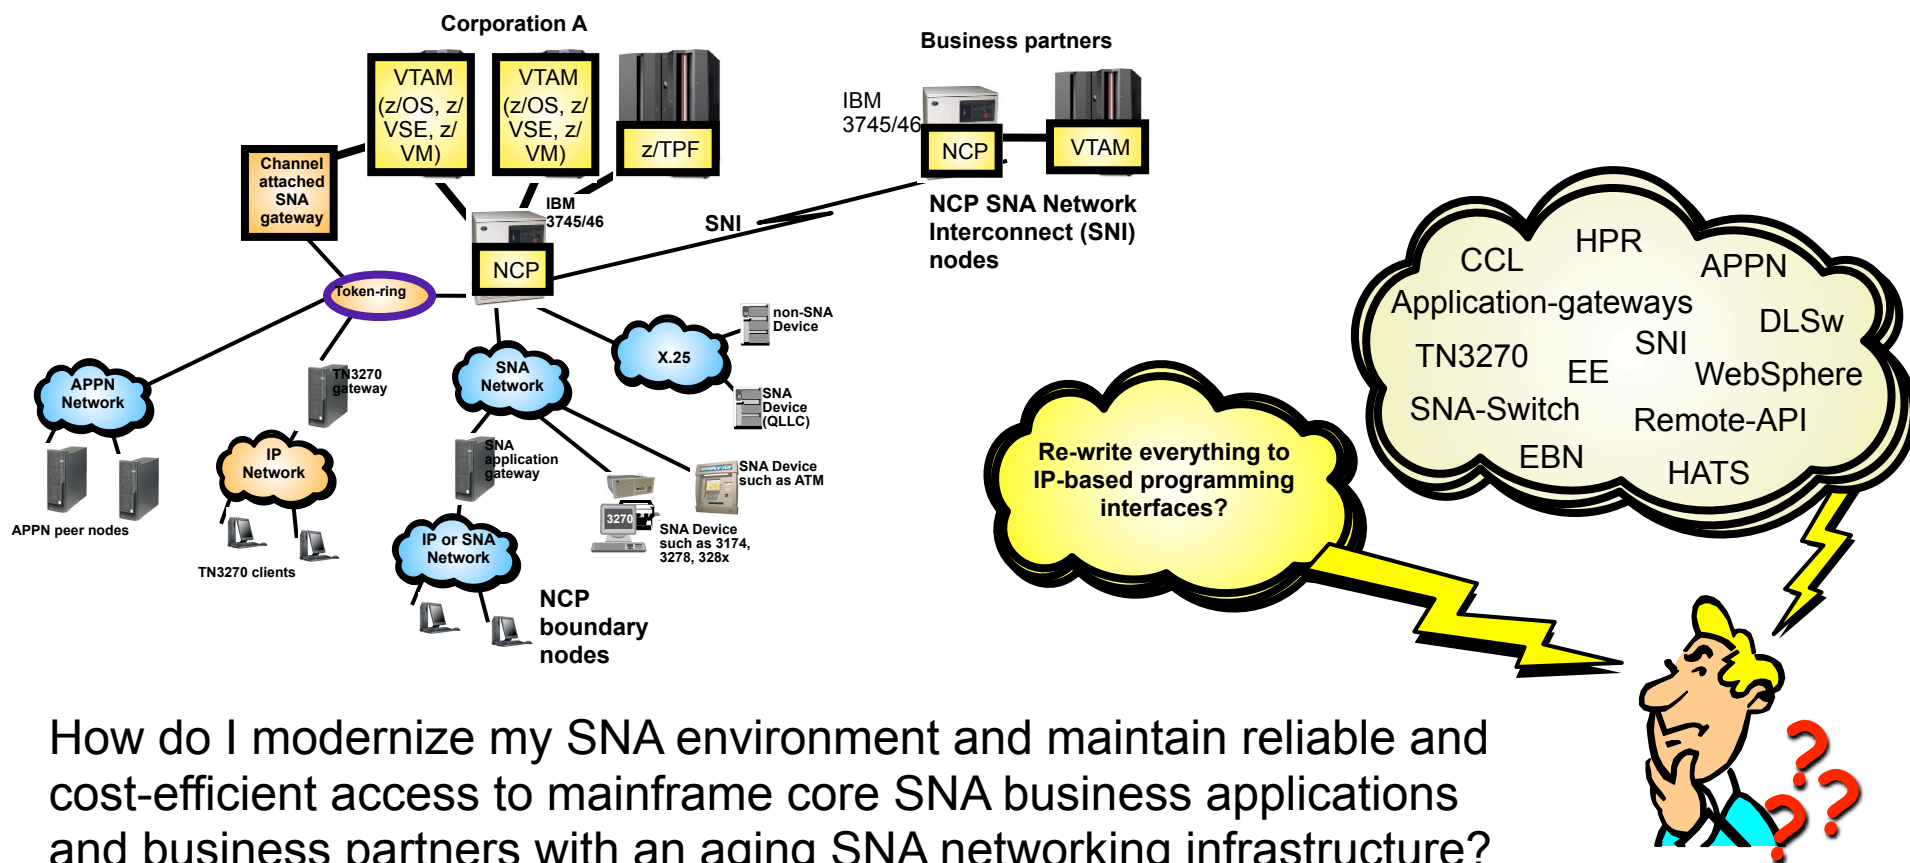 Corporation A
Business partners
VTAM
(z/OS, z/
VSE, z/
VM)
VTAM
(z/OS, z/
VSE, z/
VM)
z/TPF
IBM
3745/46
NCP
VTAM
Channel
attached
SNA
gateway
IBM
3745/46
NCP
SNI
NCP SNA Network
Interconnect (SNI)
nodes
Token-ring
non-SNA
Device
X.25
SNA
Device
(QLLC)
APPN
Network
TN3270
gateway
SNA
Network
IP
Network
SNA
application
gateway
SNA Device
such as ATM
3270
SNA Device
such as 3174,
3278, 328x
APPN peer nodes
TN3270 clients
IP or SNA
Network
NCP
boundary
nodes
CCL
HPR
APPN
Application-gateways
DLSw
TN3270
EE
SNI
WebSphere
SNA-Switch
Remote-API
EBN
HATS
Re-write everything to
IP-based programming
interfaces?
How do I modernize my SNA environment and maintain reliable and
cost-efficient access to mainframe core SNA business applications
and business partners with an aging SNA networking infrastructure?
? ? ?